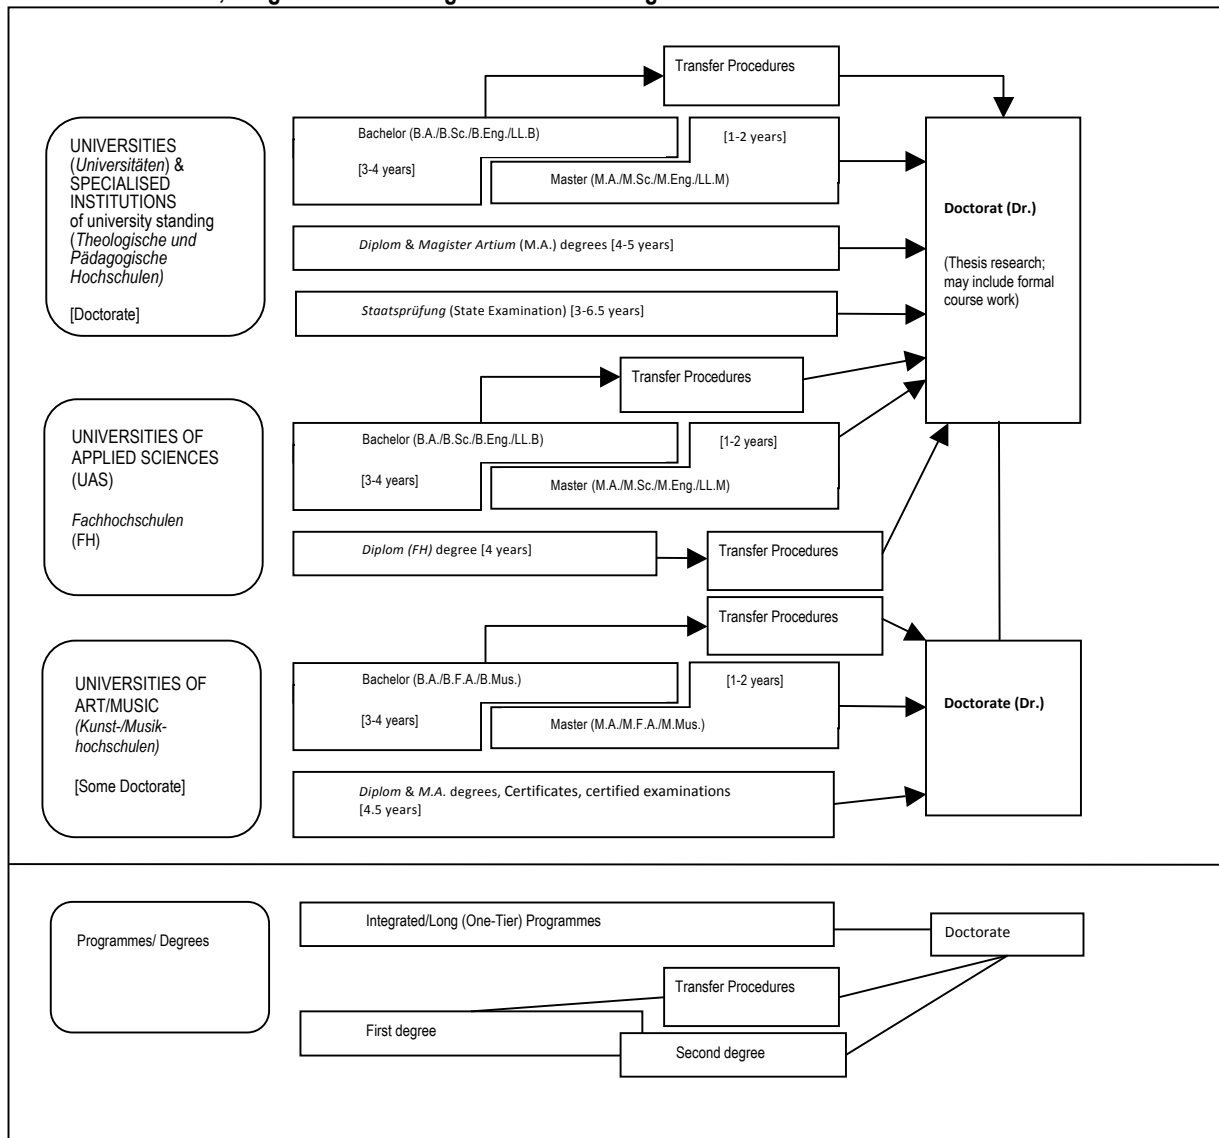 Transfer Procedures
UNIVERSITIES
(Universitäten) &
SPECIALISED
INSTITUTIONS
of university standing
(Theologische und
Pädagogische
Hochschulen)
[Doctorate]
Bachelor (B.A./B.Sc./B.Eng./LL.B)
[3-4 years]
[1-2 years]
Master (M.A./M.Sc./M.Eng./LL.M)
Diplom & Magister Artium (M.A.) degrees [4-5 years]
Staatsprüfung (State Examination) [3-6.5 years]
Doctorat (Dr.)
(Thesis research;
may include formal
course work)
Transfer Procedures
UNIVERSITIES OF
APPLIED SCIENCES
(UAS)
Fachhochschulen
(FH)
Bachelor (B.A./B.Sc./B.Eng./LL.B)
[3-4 years]
[1-2 years]
Master (M.A./M.Sc./M.Eng./LL.M)
Diplom (FH) degree [4 years]
Transfer Procedures
Transfer Procedures
UNIVERSITIES OF
ART/MUSIC
(Kunst-/Musik-
hochschulen)
[Some Doctorate]
Bachelor (B.A./B.F.A./B.Mus.)
[3-4 years]
[1-2 years]
Master (M.A./M.F.A./M.Mus.)
Diplom & M.A. degrees, Certificates, certified examinations
[4.5 years]
Doctorate (Dr.)
Programmes/ Degrees
Integrated/Long (One-Tier) Programmes
Doctorate
Transfer Procedures
First degree
Second degree